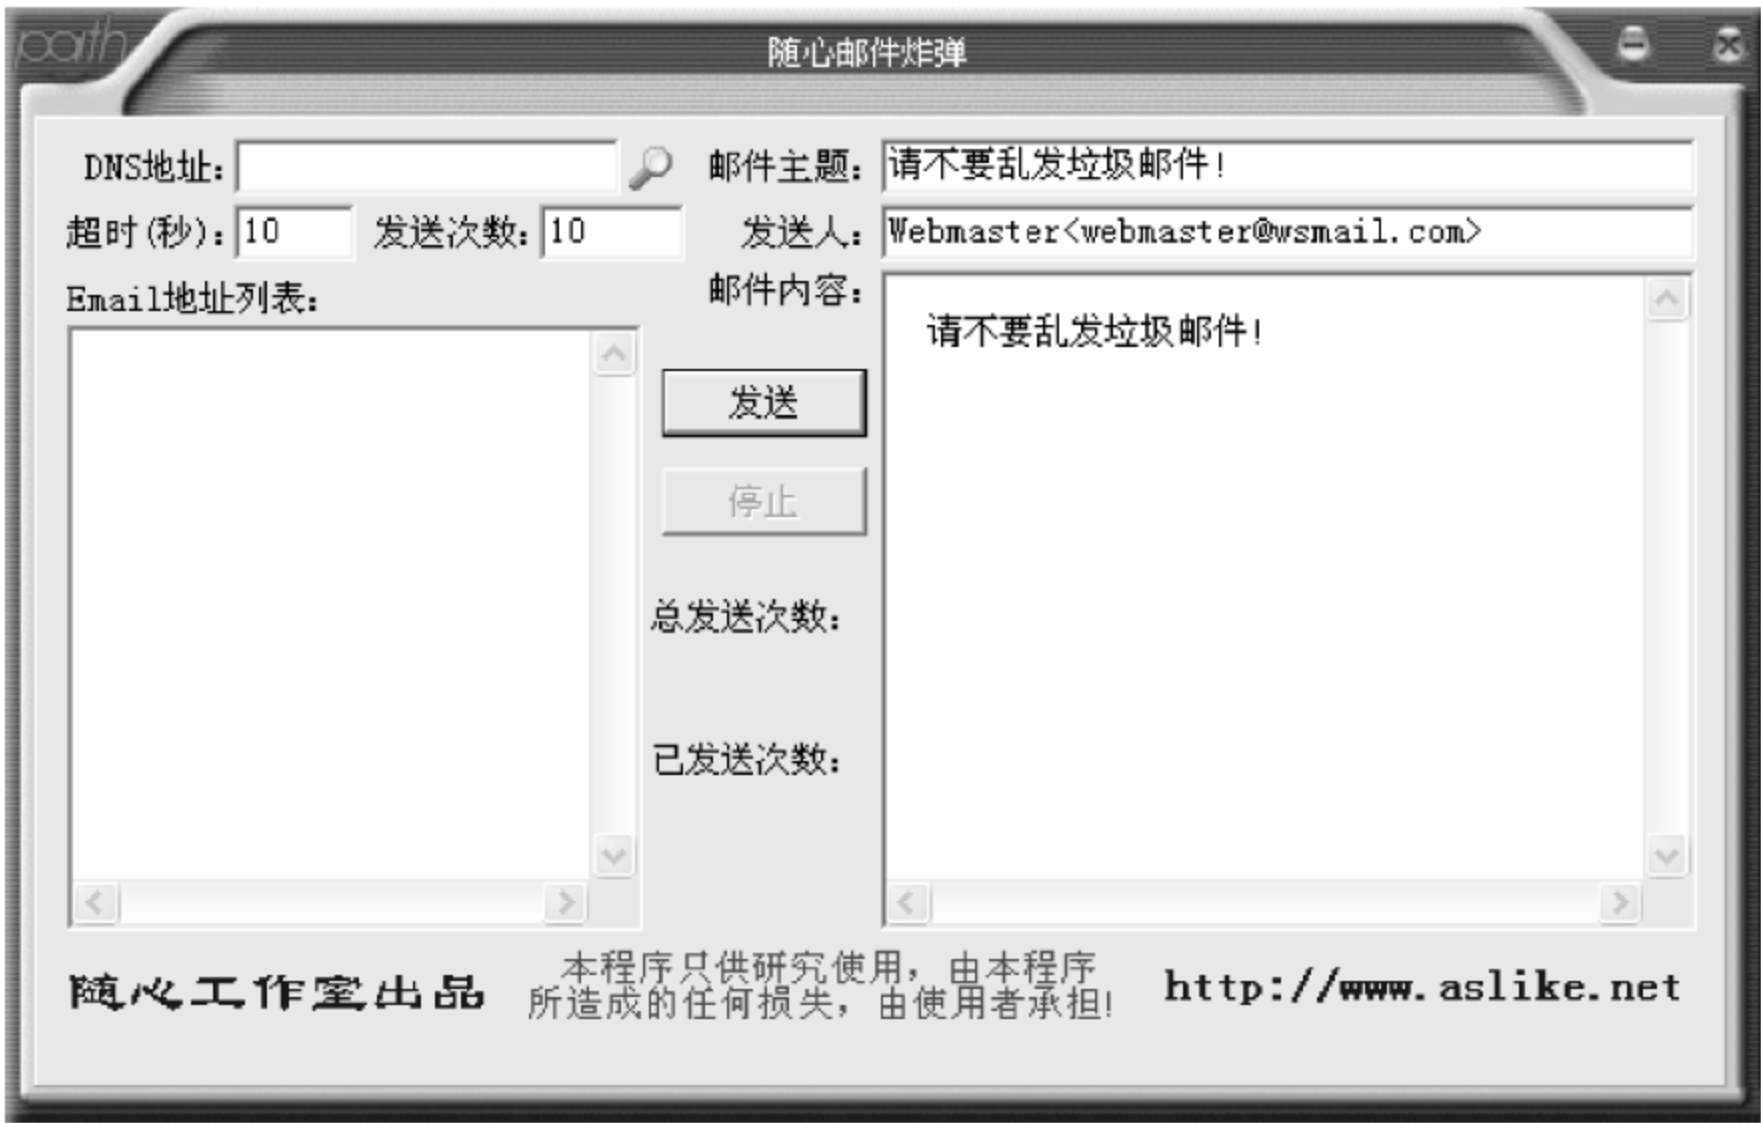 path
随心邮件炸弹
DNS地址：
邮件主题： 请不要乱发垃圾邮件!
超时(秒)： 10 发送次数： 10
发送人： Webmaster<webmaster@wsmail.com>
Email地址列表：
邮件内容：
请不要乱发垃圾邮件!
发送
停止
总发送次数：
已发送次数：
随心工作室出品
本程序只供研究使用，由本程序
所造成的任何损失，由使用者承担!
http://www.aslike.net